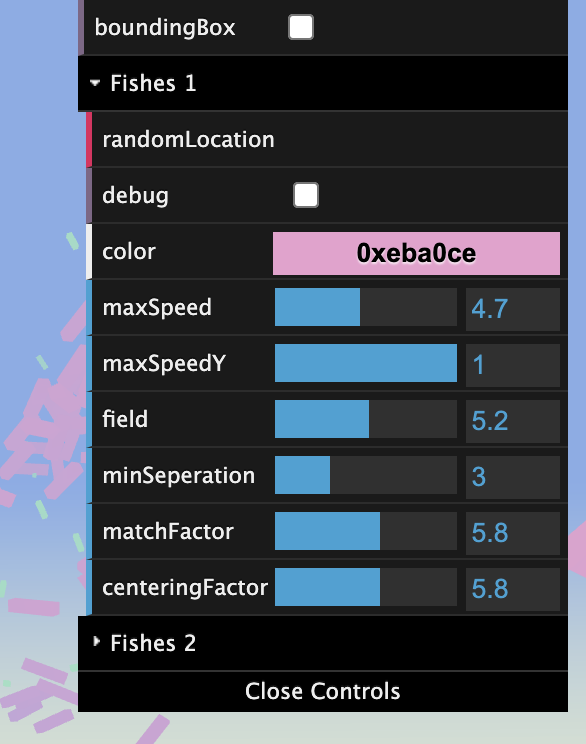 boundingBox
Fishes 1
randomLocation
debug
color 0xeba0ce
maxSpeed 4.7
maxSpeedY 1
field 5.2
minSeperation 3
matchFactor 5.8
centeringFactor 5.8
Fishes 2
Close Controls